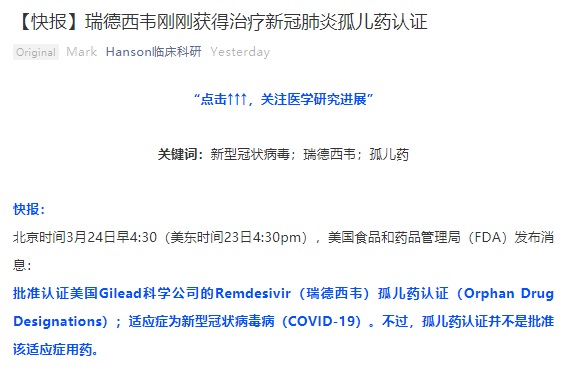 【快报】瑞德西韦刚刚获得治疗新冠肺炎孤儿药认证
Original Mark Hanson临床科研 Yesterday
“点击↑↑↑，关注医学研究进展”
关键词：新型冠状病毒；瑞德西韦；孤儿药
快报：
北京时间3月24日早4:30（美东时间23日4:30pm），美国食品和药品管理局（FDA）发布消
息：
批准认证美国Gilead科学公司的Remdesivir（瑞德西韦）孤儿药认证（Orphan Drug
Designations）；适应症为新型冠状病毒病（COVID-19）。不过，孤儿药认证并不是批准
该适应症用药。